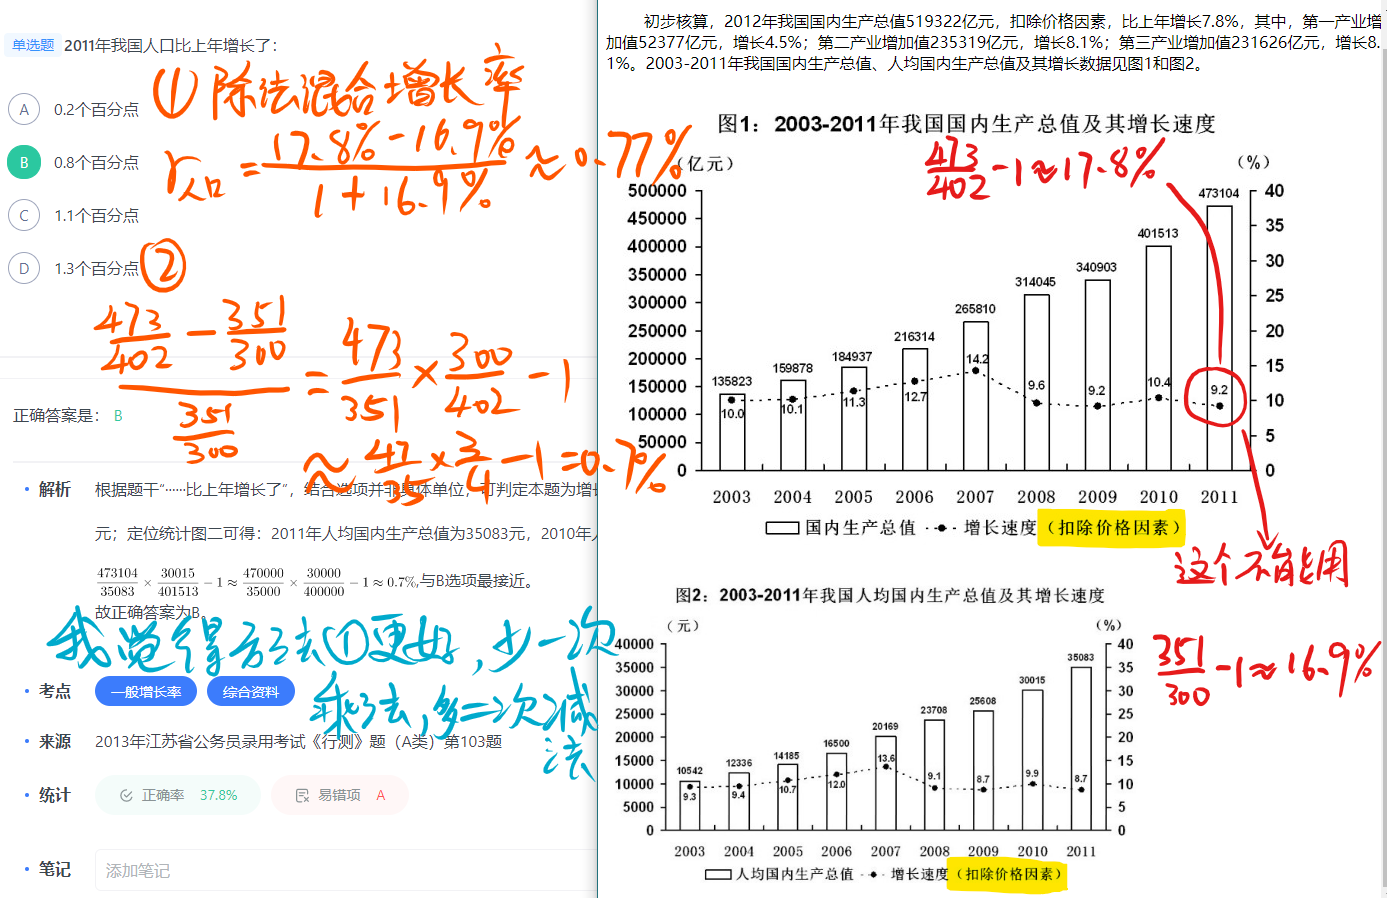 单选题 2011年我国人口比上年增长了：
A 0.2个百分点
B 0.8个百分点
C 1.1个百分点
D 1.3个百分点
① 除法混合增长率
r人口 = (17.8%-16.9%)/(1+16.9%) ≈ 0.77%
②
(473/402 - 351/300)/(351/300) = 473/351 × 300/402 - 1
≈ 47/35 × 3/4 - 1 = 0.7%
正确答案是： B
解析 根据题干“······比上年增长了”，结合选项并非具体单位，可判定本题为增长
元；定位统计图二可得：2011年人均国内生产总值为35083元，2010年人
473104/35083 × 30015/401513 − 1 ≈ 470000/35000 × 30000/400000 − 1 ≈ 0.7%,与B选项最接近。
故正确答案为B。
我觉得方法①更好，少一次
乘法，多一次减
法
考点 一般增长率 综合资料
来源 2013年江苏省公务员录用考试《行测》题（A类）第103题
统计 正确率 37.8% 易错项 A
笔记 添加笔记
初步核算，2012年我国国内生产总值519322亿元，扣除价格因素，比上年增长7.8%，其中，第一产业增
加值52377亿元，增长4.5%；第二产业增加值235319亿元，增长8.1%；第三产业增加值231626亿元，增长8.
1%。2003-2011年我国国内生产总值、人均国内生产总值及其增长数据见图1和图2。
图1：2003-2011年我国国内生产总值及其增长速度
473/402 - 1 ≈ 17.8%
（亿元） （%）
500000 450000 400000 350000 300000 250000 200000 150000 100000 50000 0
40 35 30 25 20 15 10 5 0
135823 159878 184937 216314 265810 314045 340903 401513 473104
10.0 10.1 11.3 12.7 14.2 9.6 9.2 10.4 9.2
2003 2004 2005 2006 2007 2008 2009 2010 2011
国内生产总值 增长速度（扣除价格因素）
这个不能用
图2：2003-2011年我国人均国内生产总值及其增长速度
（元） （%）
40000 35000 30000 25000 20000 15000 10000 5000 0
40 35 30 25 20 15 10 5 0
10542 12336 14185 16500 20169 23708 25608 30015 35083
9.3 9.4 10.7 12.0 13.6 9.1 8.7 9.9 8.7
351/300 - 1 ≈ 16.9%
2003 2004 2005 2006 2007 2008 2009 2010 2011
人均国内生产总值 增长速度（扣除价格因素）